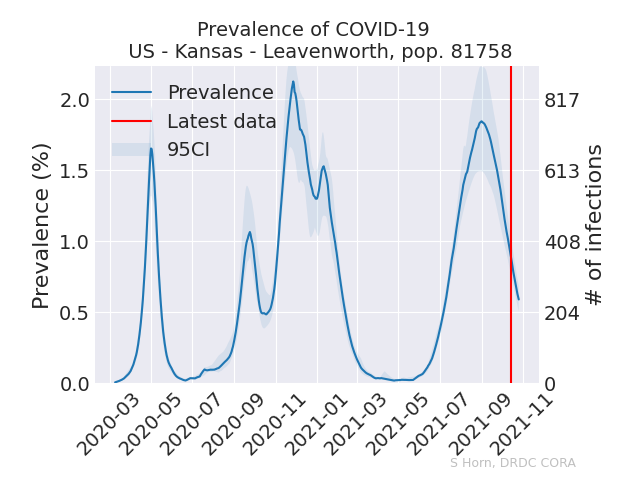 Prevalence of COVID-19
US - Kansas - Leavenworth, pop. 81758
Prevalence
Latest data
95CI
Prevalence (%)
2.0
1.5
1.0
0.5
0.0
817
613
408
204
0
# of infections
2020-03
2020-05
2020-07
2020-09
2020-11
2021-01
2021-03
2021-05
2021-07
2021-09
2021-11
S Horn, DRDC CORA